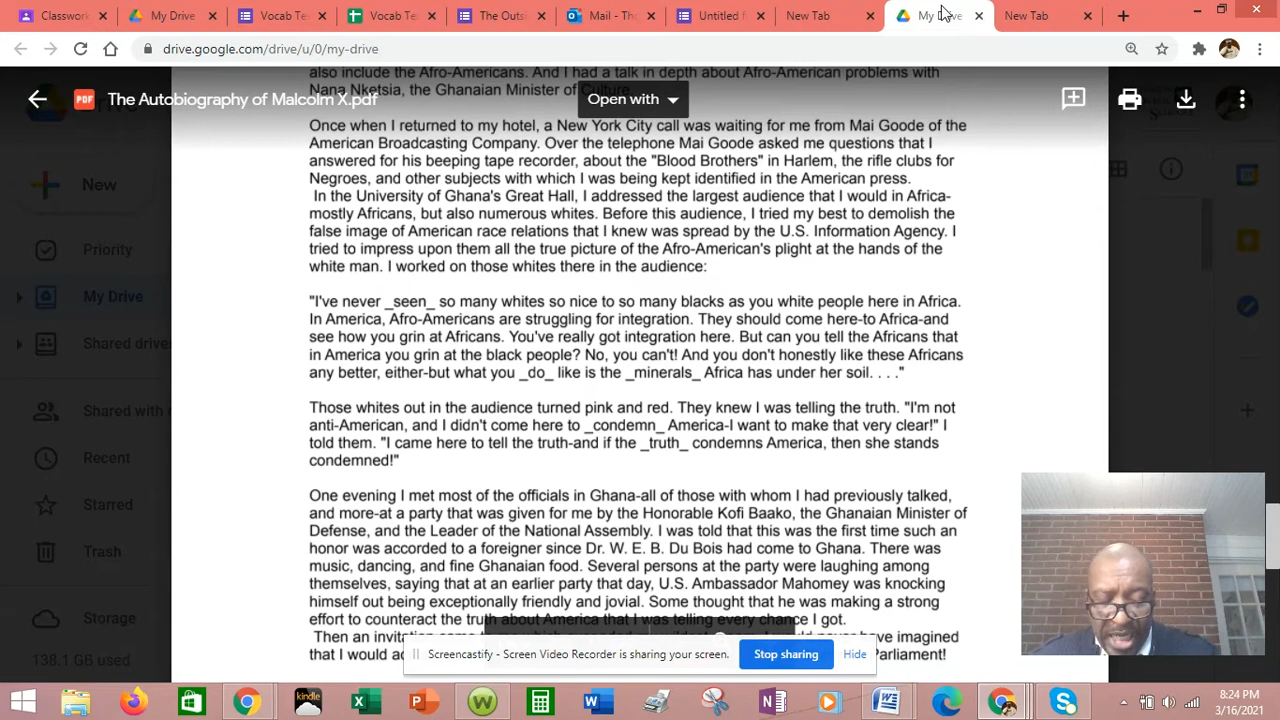 Classwork
My Drive
Vocab Te
Vocab Te
The Outs
Mail - Tho
Untitled f
New Tab
My Drive
New Tab
drive.google.com/drive/u/0/my-drive
also include the Afro-Americans. And I had a talk in depth about Afro-American problems with
Nana Nketsia, the Ghanaian Minister of Culture.
The Autobiography of Malcolm X.pdf
PDF
Open with
Once when I returned to my hotel, a New York City call was waiting for me from Mai Goode of the
American Broadcasting Company. Over the telephone Mai Goode asked me questions that I
answered for his beeping tape recorder, about the "Blood Brothers" in Harlem, the rifle clubs for
Negroes, and other subjects with which I was being kept identified in the American press.
In the University of Ghana's Great Hall, I addressed the largest audience that I would in Africa-
mostly Africans, but also numerous whites. Before this audience, I tried my best to demolish the
false image of American race relations that I knew was spread by the U.S. Information Agency. I
tried to impress upon them all the true picture of the Afro-American's plight at the hands of the
white man. I worked on those whites there in the audience:
"I've never _seen_ so many whites so nice to so many blacks as you white people here in Africa.
In America, Afro-Americans are struggling for integration. They should come here-to Africa-and
see how you grin at Africans. You've really got integration here. But can you tell the Africans that
in America you grin at the black people? No, you can't! And you don't honestly like these Africans
any better, either-but what you _do_ like is the _minerals_ Africa has under her soil. . . ."
Those whites out in the audience turned pink and red. They knew I was telling the truth. "I'm not
anti-American, and I didn't come here to _condemn_ America-I want to make that very clear!" I
told them. "I came here to tell the truth-and if the _truth_ condemns America, then she stands
condemned!"
One evening I met most of the officials in Ghana-all of those with whom I had previously talked,
and more-at a party that was given for me by the Honorable Kofi Baako, the Ghanaian Minister of
Defense, and the Leader of the National Assembly. I was told that this was the first time such an
honor was accorded to a foreigner since Dr. W. E. B. Du Bois had come to Ghana. There was
music, dancing, and fine Ghanaian food. Several persons at the party were laughing among
themselves, saying that at an earlier party that day, U.S. Ambassador Mahomey was knocking
himself out being exceptionally friendly and jovial. Some thought that he was making a strong
effort to counteract the truth about America that I was telling every chance I got.
Then an invitation
have imagined
that I would
Parliament!
New
Priority
My Drive
Shared drives
Shared with
Recent
Starred
Trash
Storage
138.1 GB used
Screencastify - Screen Video Recorder is sharing your screen.
Stop sharing
Hide
kindle
8:24 PM
3/16/2021